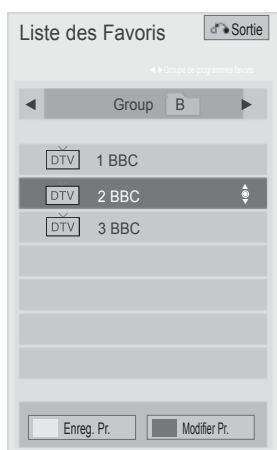 Liste des Favoris
Sortie
◄ ►Groupe de programmes favoris
◄ Group B ►
DTV 1 BBC
DTV 2 BBC
DTV 3 BBC
Enreg. Pr. Modifier Pr.